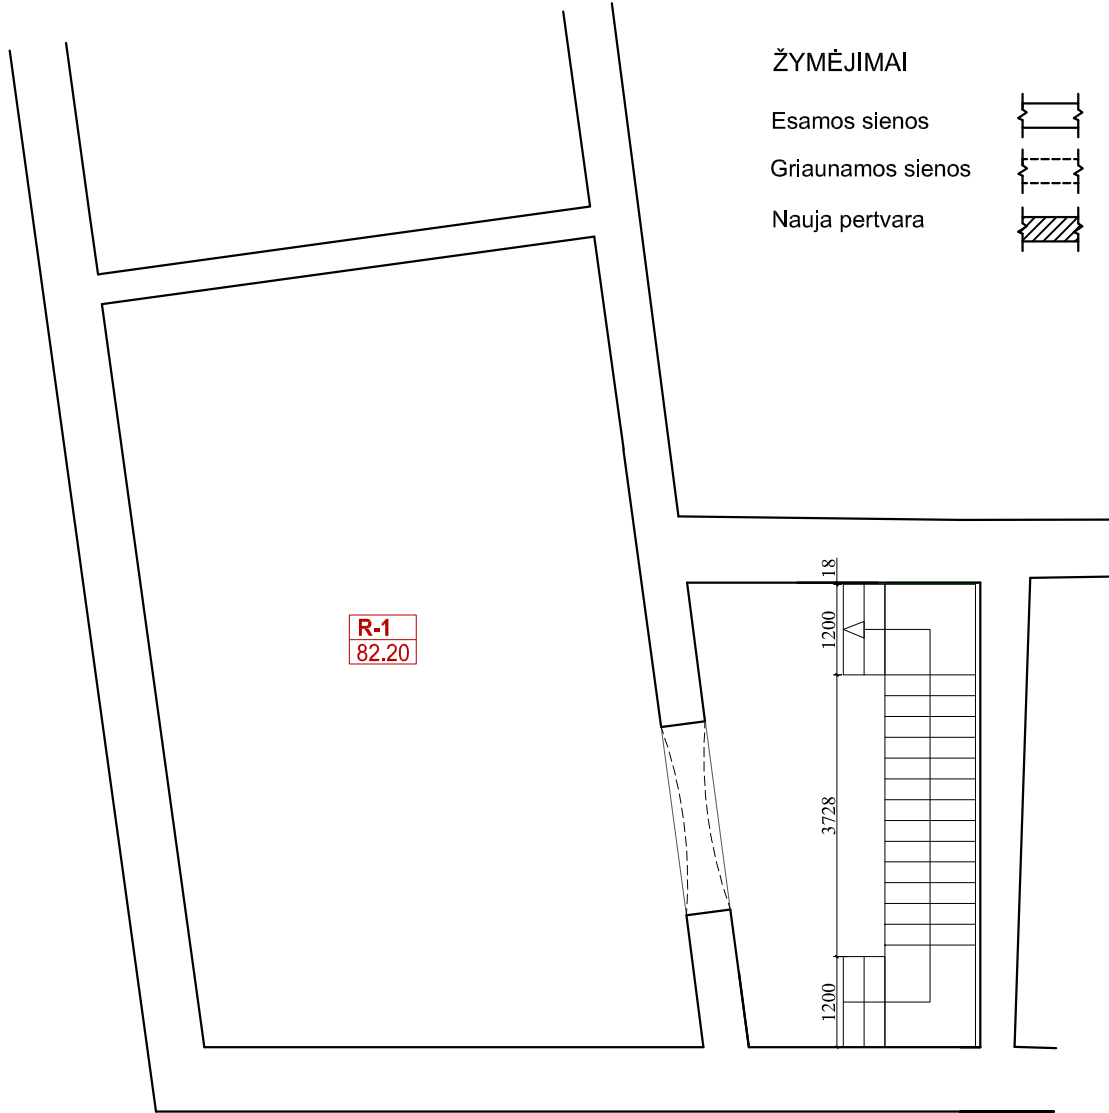 ŽYMĖJIMAI
Esamos sienos
Griaunamos sienos
Nauja pertvara
18
1200
R-1
82.20
3728
1200